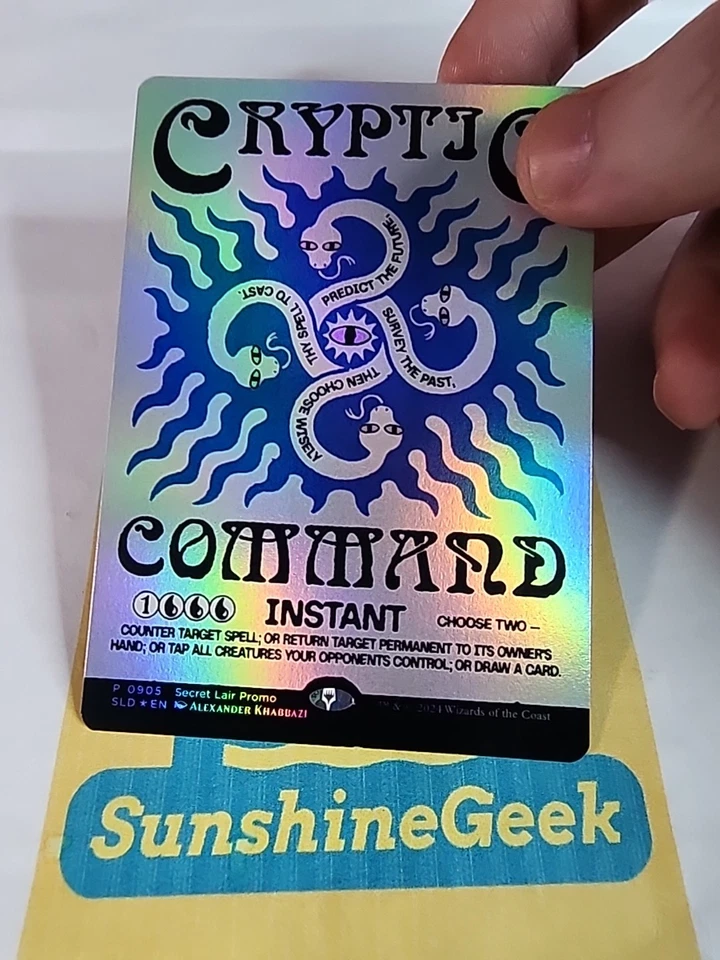 CRYPTIC
PREDICT THE FUTURE,
SURVEY THE PAST,
THEN CHOOSE WISELY
THY SPELL TO CAST.
COMMAND
1 INSTANT CHOOSE TWO –
COUNTER TARGET SPELL; OR RETURN TARGET PERMANENT TO ITS OWNER'S
HAND; OR TAP ALL CREATURES YOUR OPPONENTS CONTROL; OR DRAW A CARD.
P 0905 Secret Lair Promo
SLD ★ EN ALEXANDER KHABBAZI ™ & © 2024 Wizards of the Coast
SunshineGeek